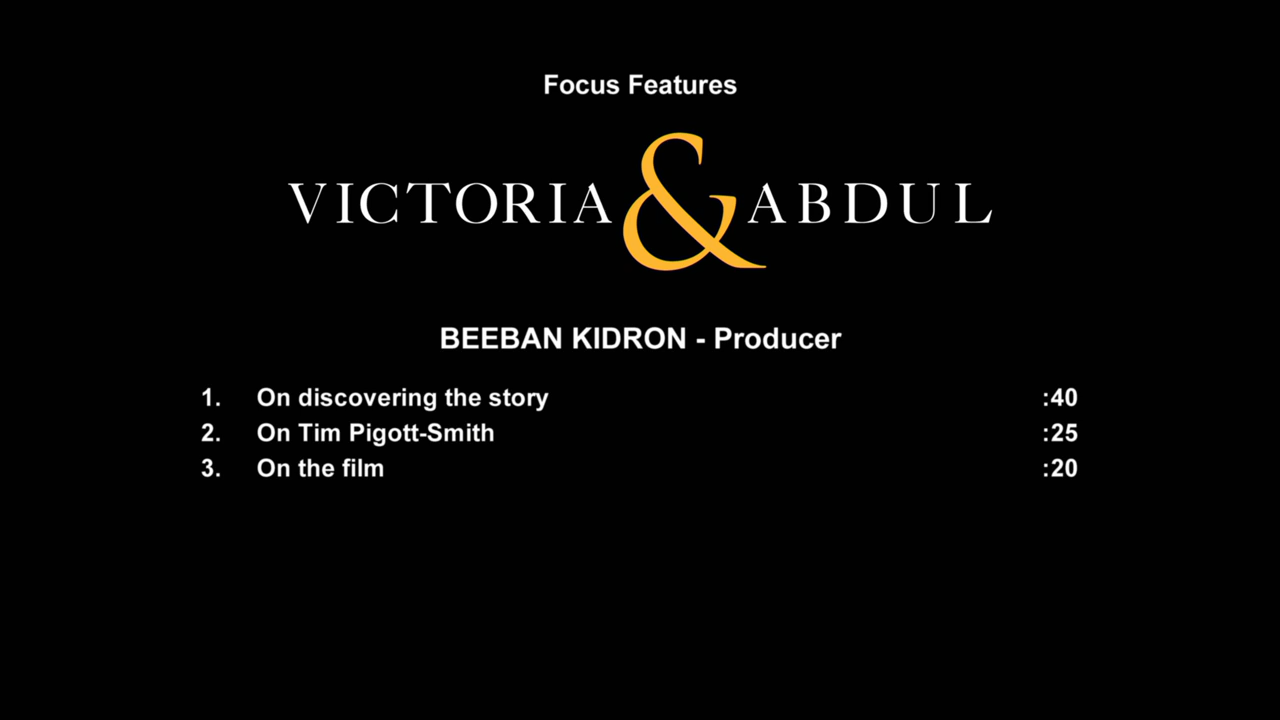 Focus Features
VICTORIA & ABDUL
BEEBAN KIDRON - Producer
1. On discovering the story :40
2. On Tim Pigott-Smith :25
3. On the film :20